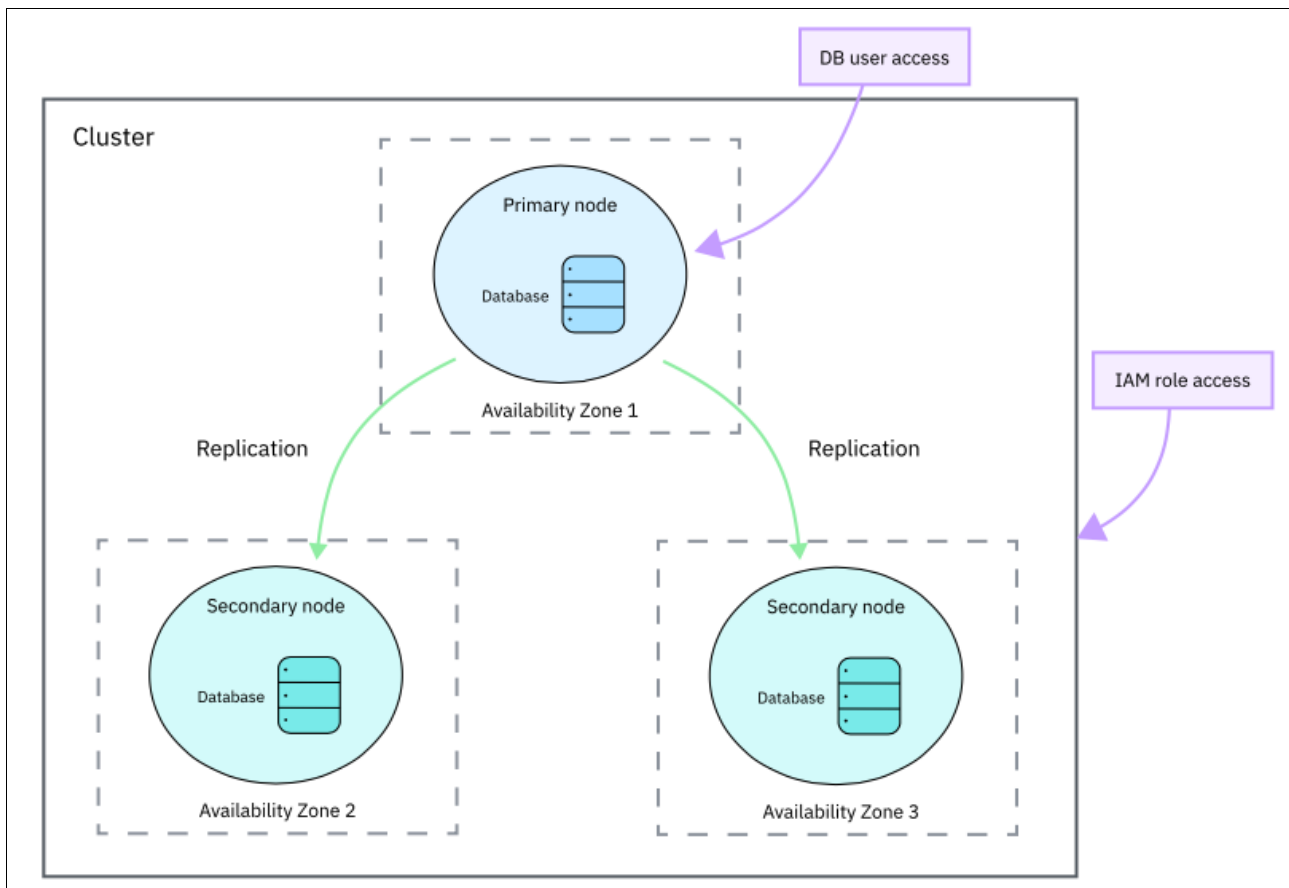 DB user access
Cluster
Primary node
Database
IAM role access
Availability Zone 1
Replication
Replication
Secondary node
Database
Availability Zone 2
Secondary node
Database
Availability Zone 3